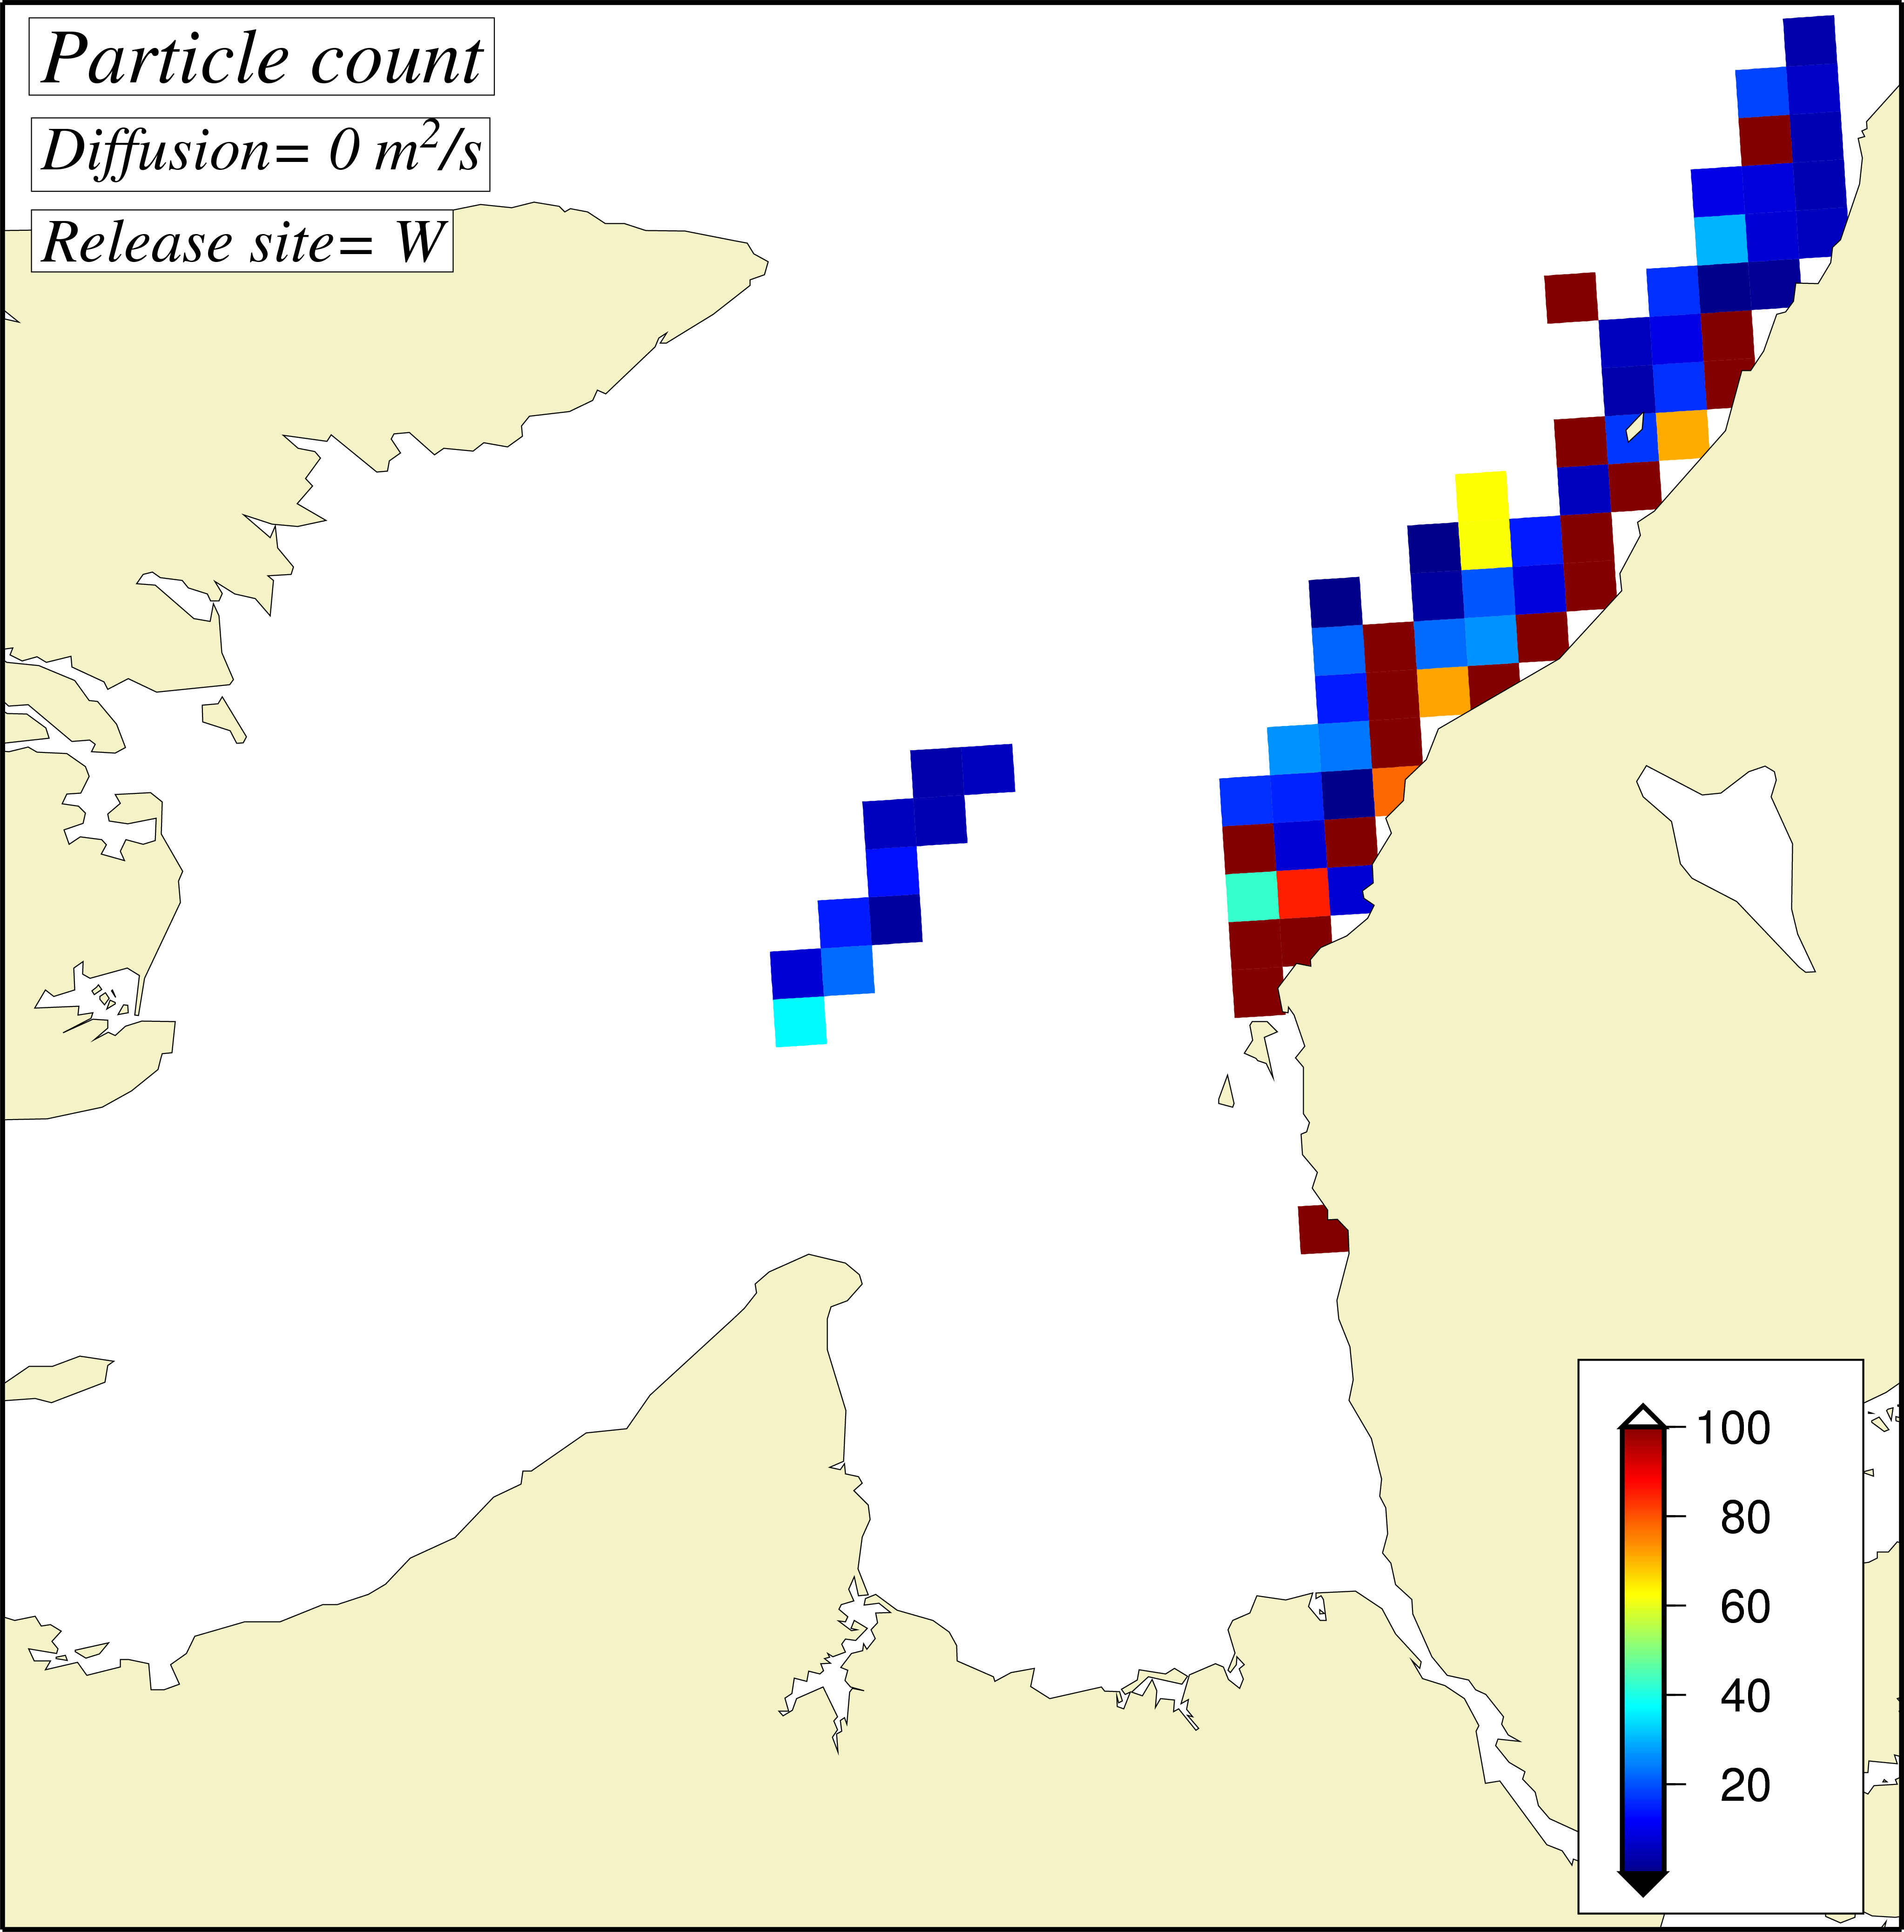 Particle count
Diffusion= 0 m²/s
Release site= W
100
80
60
40
20